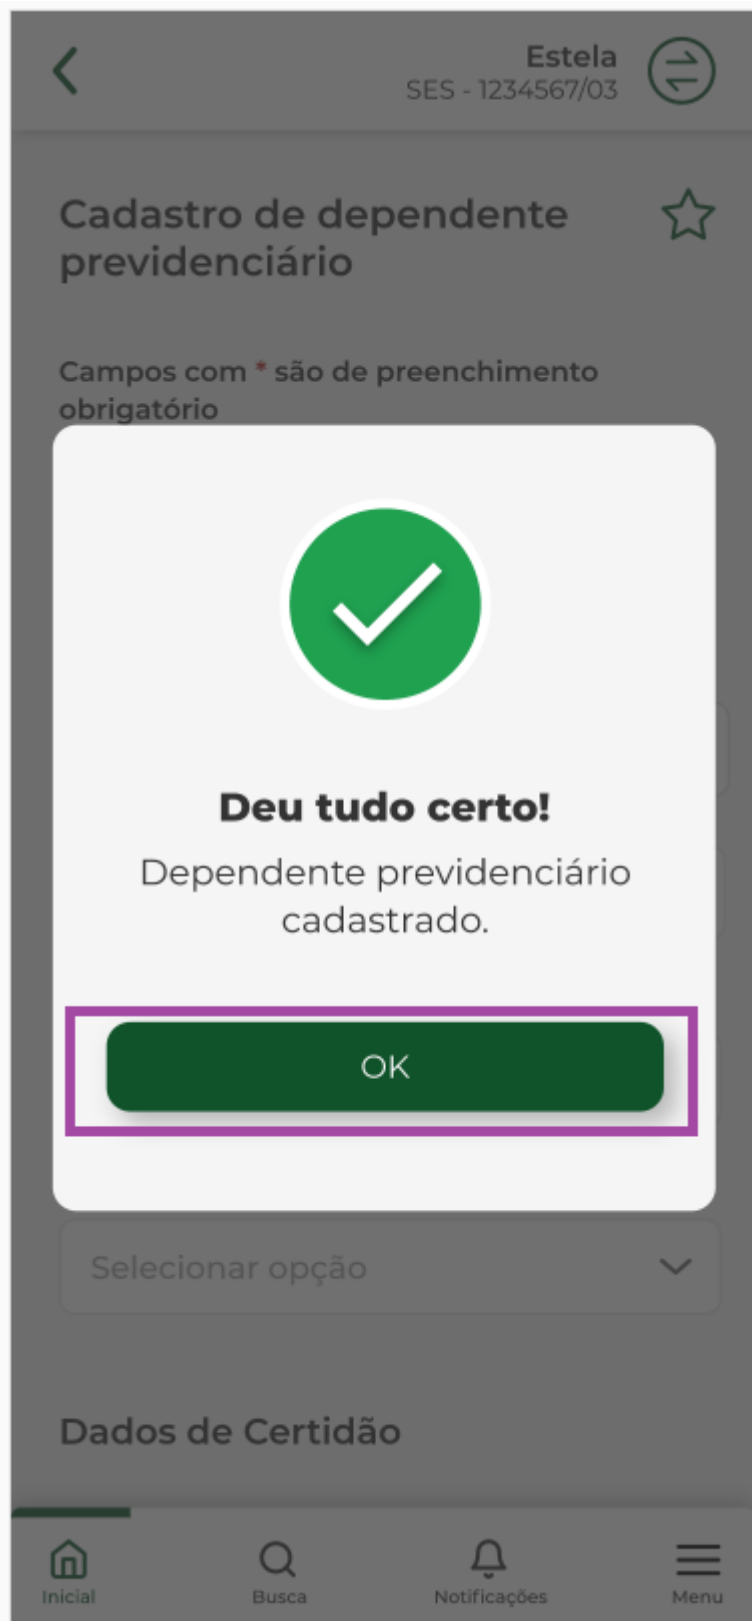 Estela
SES - 1234567/03
Cadastro de dependente
previdenciário
Campos com * são de preenchimento
obrigatório
Deu tudo certo!
Dependente previdenciário
cadastrado.
OK
Selecionar opção
Dados de Certidão
Inicial
Busca
Notificações
Menu